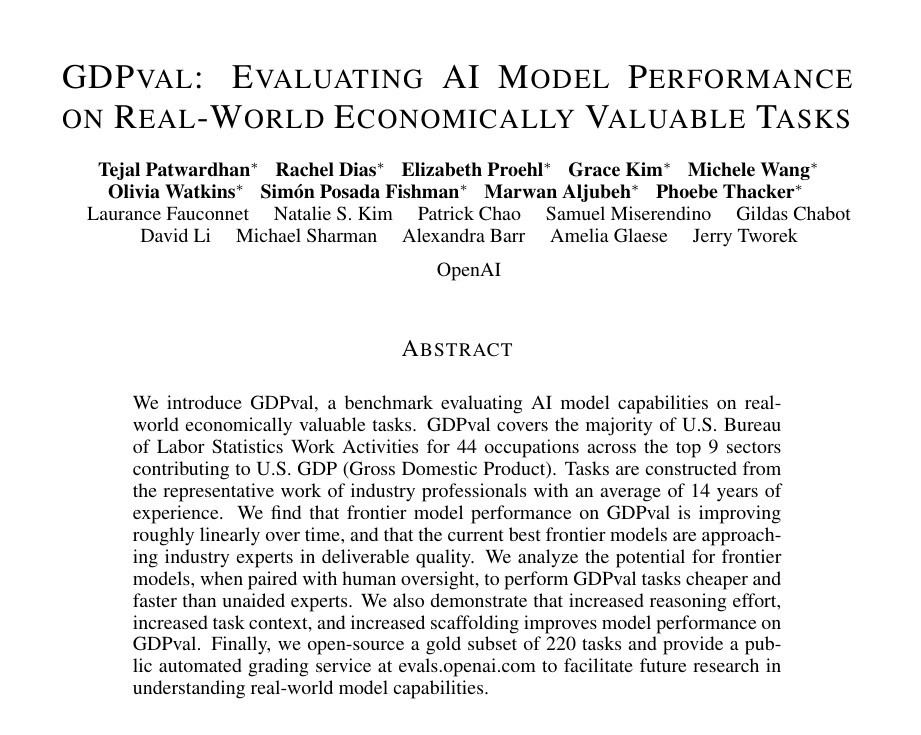 GDPVAL: EVALUATING AI MODEL PERFORMANCE
ON REAL-WORLD ECONOMICALLY VALUABLE TASKS
Tejal Patwardhan* Rachel Dias* Elizabeth Proehl* Grace Kim* Michele Wang*
Olivia Watkins* Simón Posada Fishman* Marwan Aljubeh* Phoebe Thacker*
Laurance Fauconnet Natalie S. Kim Patrick Chao Samuel Miserendino Gildas Chabot
David Li Michael Sharman Alexandra Barr Amelia Glaese Jerry Tworek
OpenAI
ABSTRACT
We introduce GDPval, a benchmark evaluating AI model capabilities on real-
world economically valuable tasks. GDPval covers the majority of U.S. Bureau
of Labor Statistics Work Activities for 44 occupations across the top 9 sectors
contributing to U.S. GDP (Gross Domestic Product). Tasks are constructed from
the representative work of industry professionals with an average of 14 years of
experience. We find that frontier model performance on GDPval is improving
roughly linearly over time, and that the current best frontier models are approach-
ing industry experts in deliverable quality. We analyze the potential for frontier
models, when paired with human oversight, to perform GDPval tasks cheaper and
faster than unaided experts. We also demonstrate that increased reasoning effort,
increased task context, and increased scaffolding improves model performance on
GDPval. Finally, we open-source a gold subset of 220 tasks and provide a pub-
lic automated grading service at evals.openai.com to facilitate future research in
understanding real-world model capabilities.